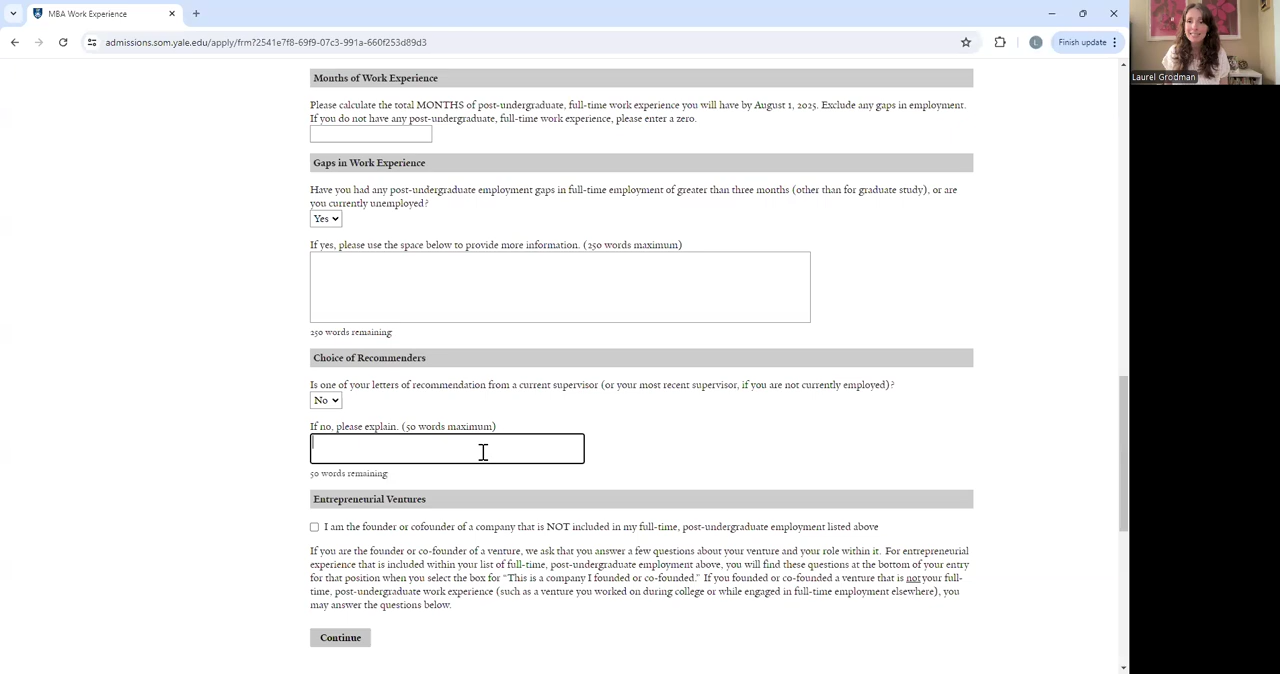 MBA Work Experience
admissions.som.yale.edu/apply/frm?2541e7f8-69f9-07c3-991a-660f253d89d3
L
Finish update
Laurel Grodman
Months of Work Experience
Please calculate the total MONTHS of post-undergraduate, full-time work experience you will have by August 1, 2025. Exclude any gaps in employment.
If you do not have any post-undergraduate, full-time work experience, please enter a zero.
Gaps in Work Experience
Have you had any post-undergraduate employment gaps in full-time employment of greater than three months (other than for graduate study), or are
you currently unemployed?
Yes
If yes, please use the space below to provide more information. (250 words maximum)
250 words remaining
Choice of Recommenders
Is one of your letters of recommendation from a current supervisor (or your most recent supervisor, if you are not currently employed)?
No
If no, please explain. (50 words maximum)
50 words remaining
Entrepreneurial Ventures
I am the founder or cofounder of a company that is NOT included in my full-time, post-undergraduate employment listed above
If you are the founder or co-founder of a venture, we ask that you answer a few questions about your venture and your role within it. For entrepreneurial
experience that is included within your list of full-time, post-undergraduate employment above, you will find these questions at the bottom of your entry
for that position when you select the box for "This is a company I founded or co-founded." If you founded or co-founded a venture that is not your full-
time, post-undergraduate work experience (such as a venture you worked on during college or while engaged in full-time employment elsewhere), you
may answer the questions below.
Continue